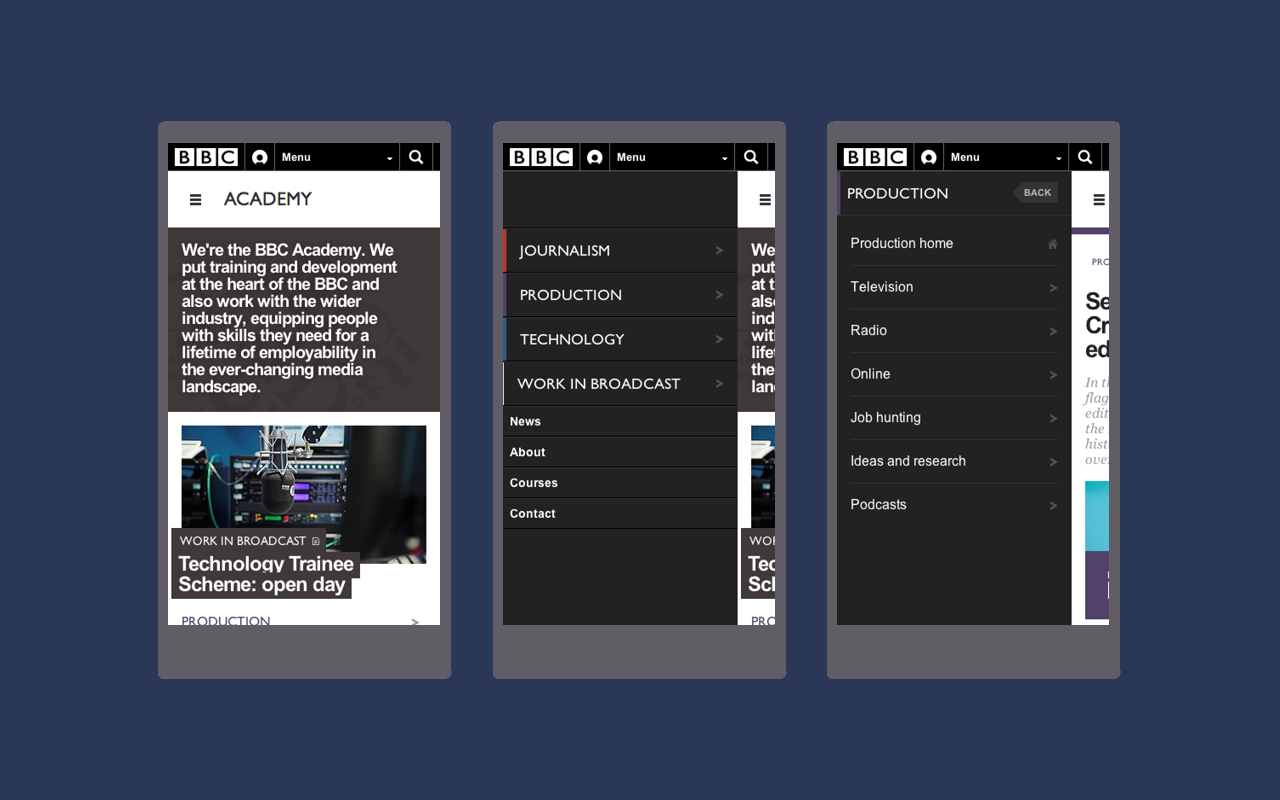 BBC
Menu
ACADEMY
We're the BBC Academy. We
put training and development
at the heart of the BBC and
also work with the wider
industry, equipping people
with skills they need for a
lifetime of employability in
the ever-changing media
landscape.
WORK IN BROADCAST
Technology Trainee
Scheme: open day
PRODUCTION
BBC
Menu
JOURNALISM
PRODUCTION
TECHNOLOGY
WORK IN BROADCAST
News
About
Courses
Contact
We
put
at t
als
ind
wit
life
the
lan
WOR
Tec
Sch
PRO
BBC
Menu
PRODUCTION
BACK
Production home
Television
Radio
Online
Job hunting
Ideas and research
Podcasts
PRO
Se
Cr
ed
In th
flag
edit
the
hist
over